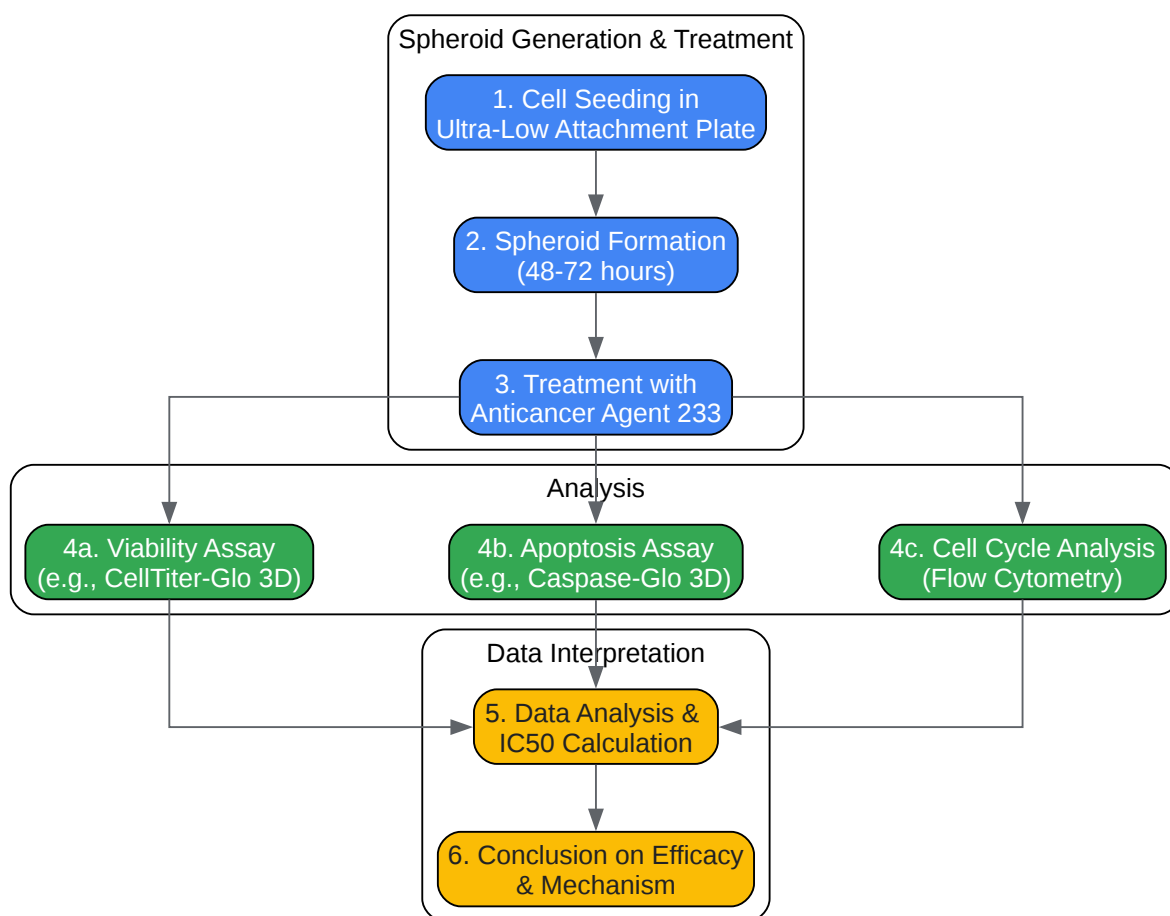 Spheroid Generation & Treatment
1. Cell Seeding in
Ultra-Low Attachment Plate
2. Spheroid Formation
(48-72 hours)
3. Treatment with
Anticancer Agent 233
Analysis
4a. Viability Assay
(e.g., CellTiter-Glo 3D)
4b. Apoptosis Assay
(e.g., Caspase-Glo 3D)
4c. Cell Cycle Analysis
(Flow Cytometry)
Data Interpretation
5. Data Analysis &
IC50 Calculation
6. Conclusion on Efficacy
& Mechanism